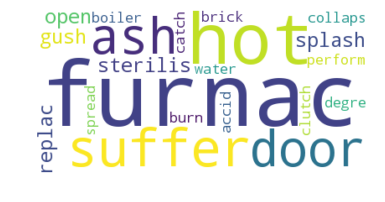 open
boiler
brick
collaps
gush
ash
catch
hot
splash
sterilis
water
perform
furnac
degre
replac
spread
burn
accid
clutch
suffer
door